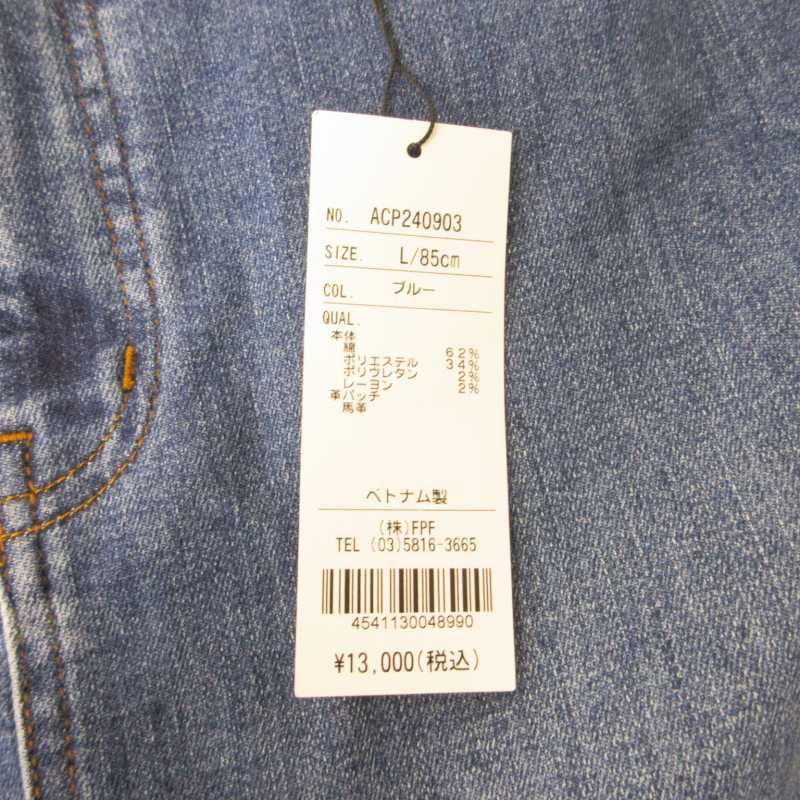 NO. ACP240903
SIZE. L/85cm
COL. ブルー
QUAL.
本体
綿 62%
ポリエステル 34%
ポリウレタン 2%
レーヨン 2%
革パッチ
馬革
ベトナム製
(株)FPF
TEL (03)5816-3665
4541130048990
¥13,000(税込)